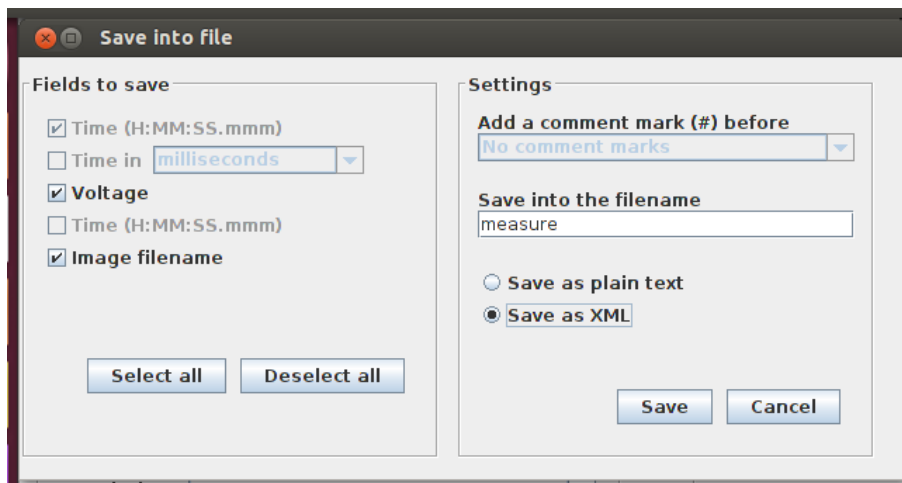 Save into file
Fields to save
Time (H:MM:SS.mmm)
Time in milliseconds
Voltage
Time (H:MM:SS.mmm)
Image filename
Select all Deselect all
Settings
Add a comment mark (#) before
No comment marks
Save into the filename
measure
Save as plain text
Save as XML
Save Cancel